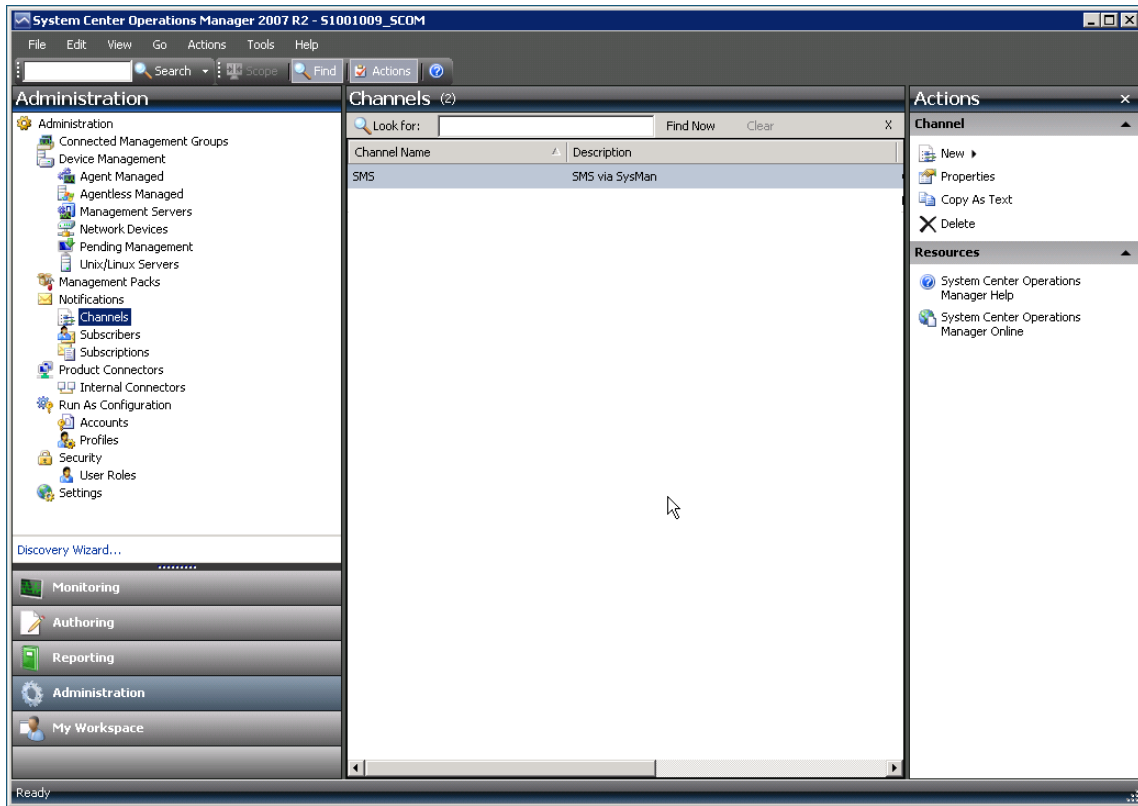 System Center Operations Manager 2007 R2 - S1001009_SCOM
File Edit View Go Actions Tools Help
Search Scope Find Actions
Administration
Administration
Connected Management Groups
Device Management
Agent Managed
Agentless Managed
Management Servers
Network Devices
Pending Management
Unix/Linux Servers
Management Packs
Notifications
Channels
Subscribers
Subscriptions
Product Connectors
Internal Connectors
Run As Configuration
Accounts
Profiles
Security
User Roles
Settings
Discovery Wizard...
Monitoring
Authoring
Reporting
Administration
My Workspace
Channels (2)
Look for: Find Now Clear X
Channel Name Description
SMS SMS via SysMan
Actions x
Channel
New
Properties
Copy As Text
Delete
Resources
System Center Operations
Manager Help
System Center Operations
Manager Online
Ready